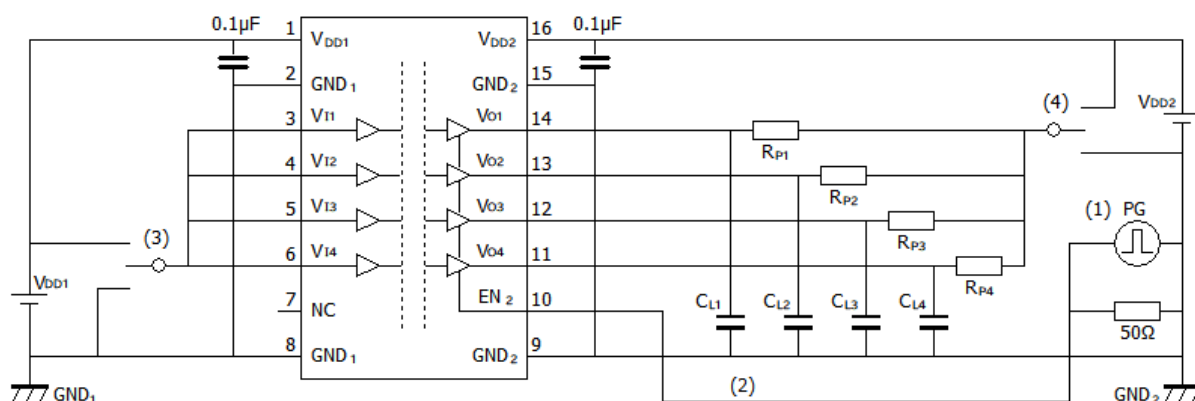 0.1μF 1 VDD1 VDD2 16 0.1μF
2 GND1 GND2 15
3 VI1 VO1 14 (4) VDD2
RP1
4 VI2 VO2 13
RP2
5 VI3 VO3 12 (1) PG
(3) RP3
6 VI4 VO4 11
VDD1 RP4
7 NC EN2 10 CL1 CL2 CL3 CL4
50Ω
8 GND1 GND2 9
GND1 (2) GND2